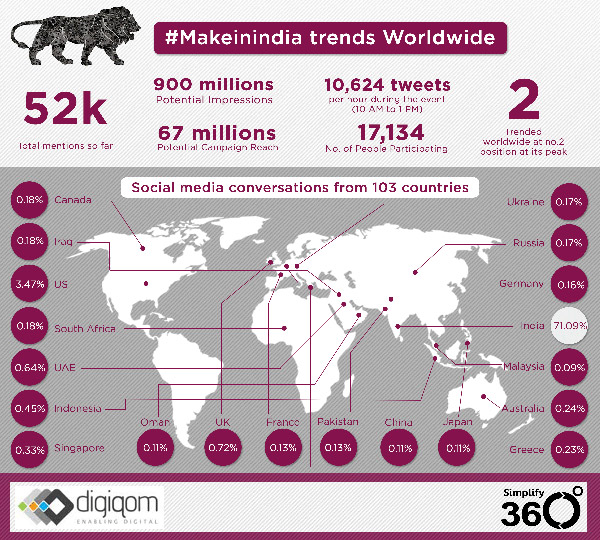 #Makeinindia trends Worldwide
52k
Total mentions so far
900 millions
Potential Impressions
67 millions
Potential Campaign Reach
10,624 tweets
per hour during the event
(10 AM to 1 PM)
17,134
No. of People Participating
2
Trended
worldwide at no.2
position at its peak
Social media conversations from 103 countries
0.18% Canada
0.18% Iraq
3.47% US
0.18% South Africa
0.64% UAE
0.45% Indonesia
0.33% Singapore
Oman
0.11%
UK
0.72%
France
0.13%
Pakistan
0.13%
China
0.11%
Japan
0.11%
Ukraine 0.17%
Russia 0.17%
Germany 0.16%
India 71.09%
Malaysia 0.09%
Australia 0.24%
Greece 0.23%
digiqom
ENABLING DIGITAL
Simplify
360°